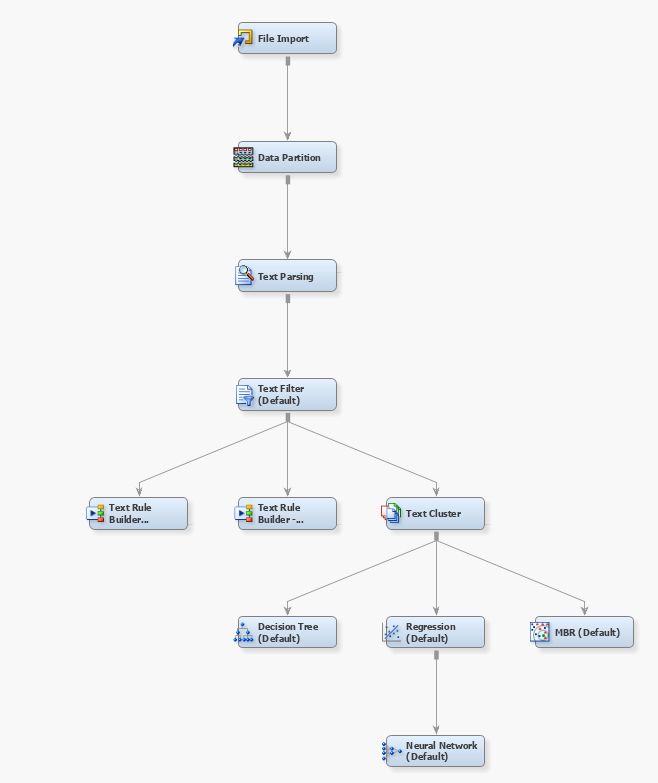 File Import
Data Partition
Text Parsing
Text Filter
(Default)
Text Rule
Builder...
Text Rule
Builder -...
Text Cluster
Decision Tree
(Default)
Regression
(Default)
MBR (Default)
Neural Network
(Default)